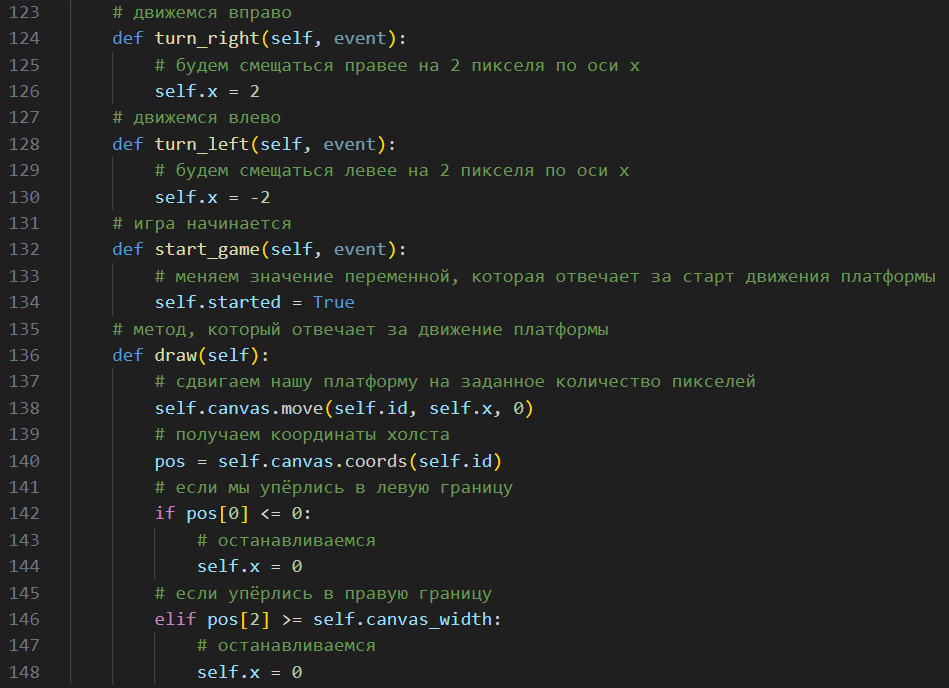 123 # движемся вправо
124 def turn_right(self, event):
125 # будем смещаться правее на 2 пикселя по оси х
126 self.x = 2
127 # движемся влево
128 def turn_left(self, event):
129 # будем смещаться левее на 2 пикселя по оси х
130 self.x = -2
131 # игра начинается
132 def start_game(self, event):
133 # меняем значение переменной, которая отвечает за старт движения платформы
134 self.started = True
135 # метод, который отвечает за движение платформы
136 def draw(self):
137 # сдвигаем нашу платформу на заданное количество пикселей
138 self.canvas.move(self.id, self.x, 0)
139 # получаем координаты холста
140 pos = self.canvas.coords(self.id)
141 # если мы упёрлись в левую границу
142 if pos[0] <= 0:
143 # останавливаемся
144 self.x = 0
145 # если упёрлись в правую границу
146 elif pos[2] >= self.canvas_width:
147 # останавливаемся
148 self.x = 0